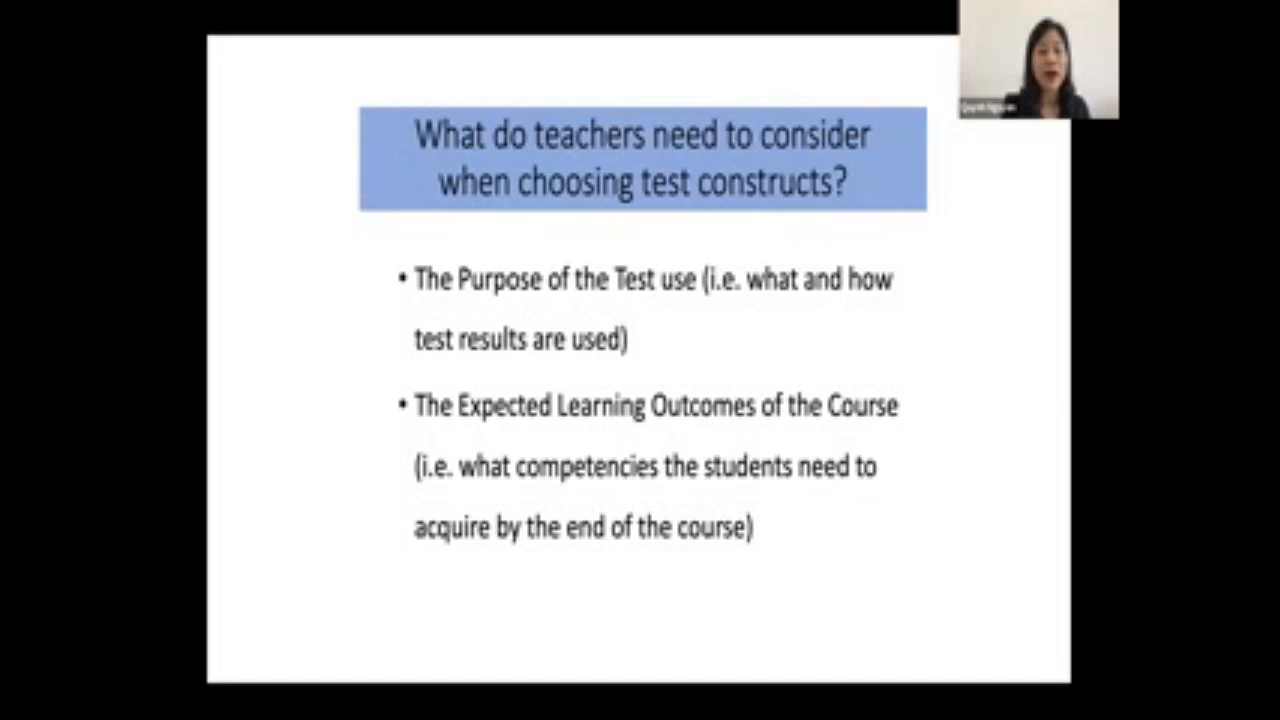 What do teachers need to consider
when choosing test constructs?
• The Purpose of the Test use (i.e. what and how
test results are used)
• The Expected Learning Outcomes of the Course
(i.e. what competencies the students need to
acquire by the end of the course)